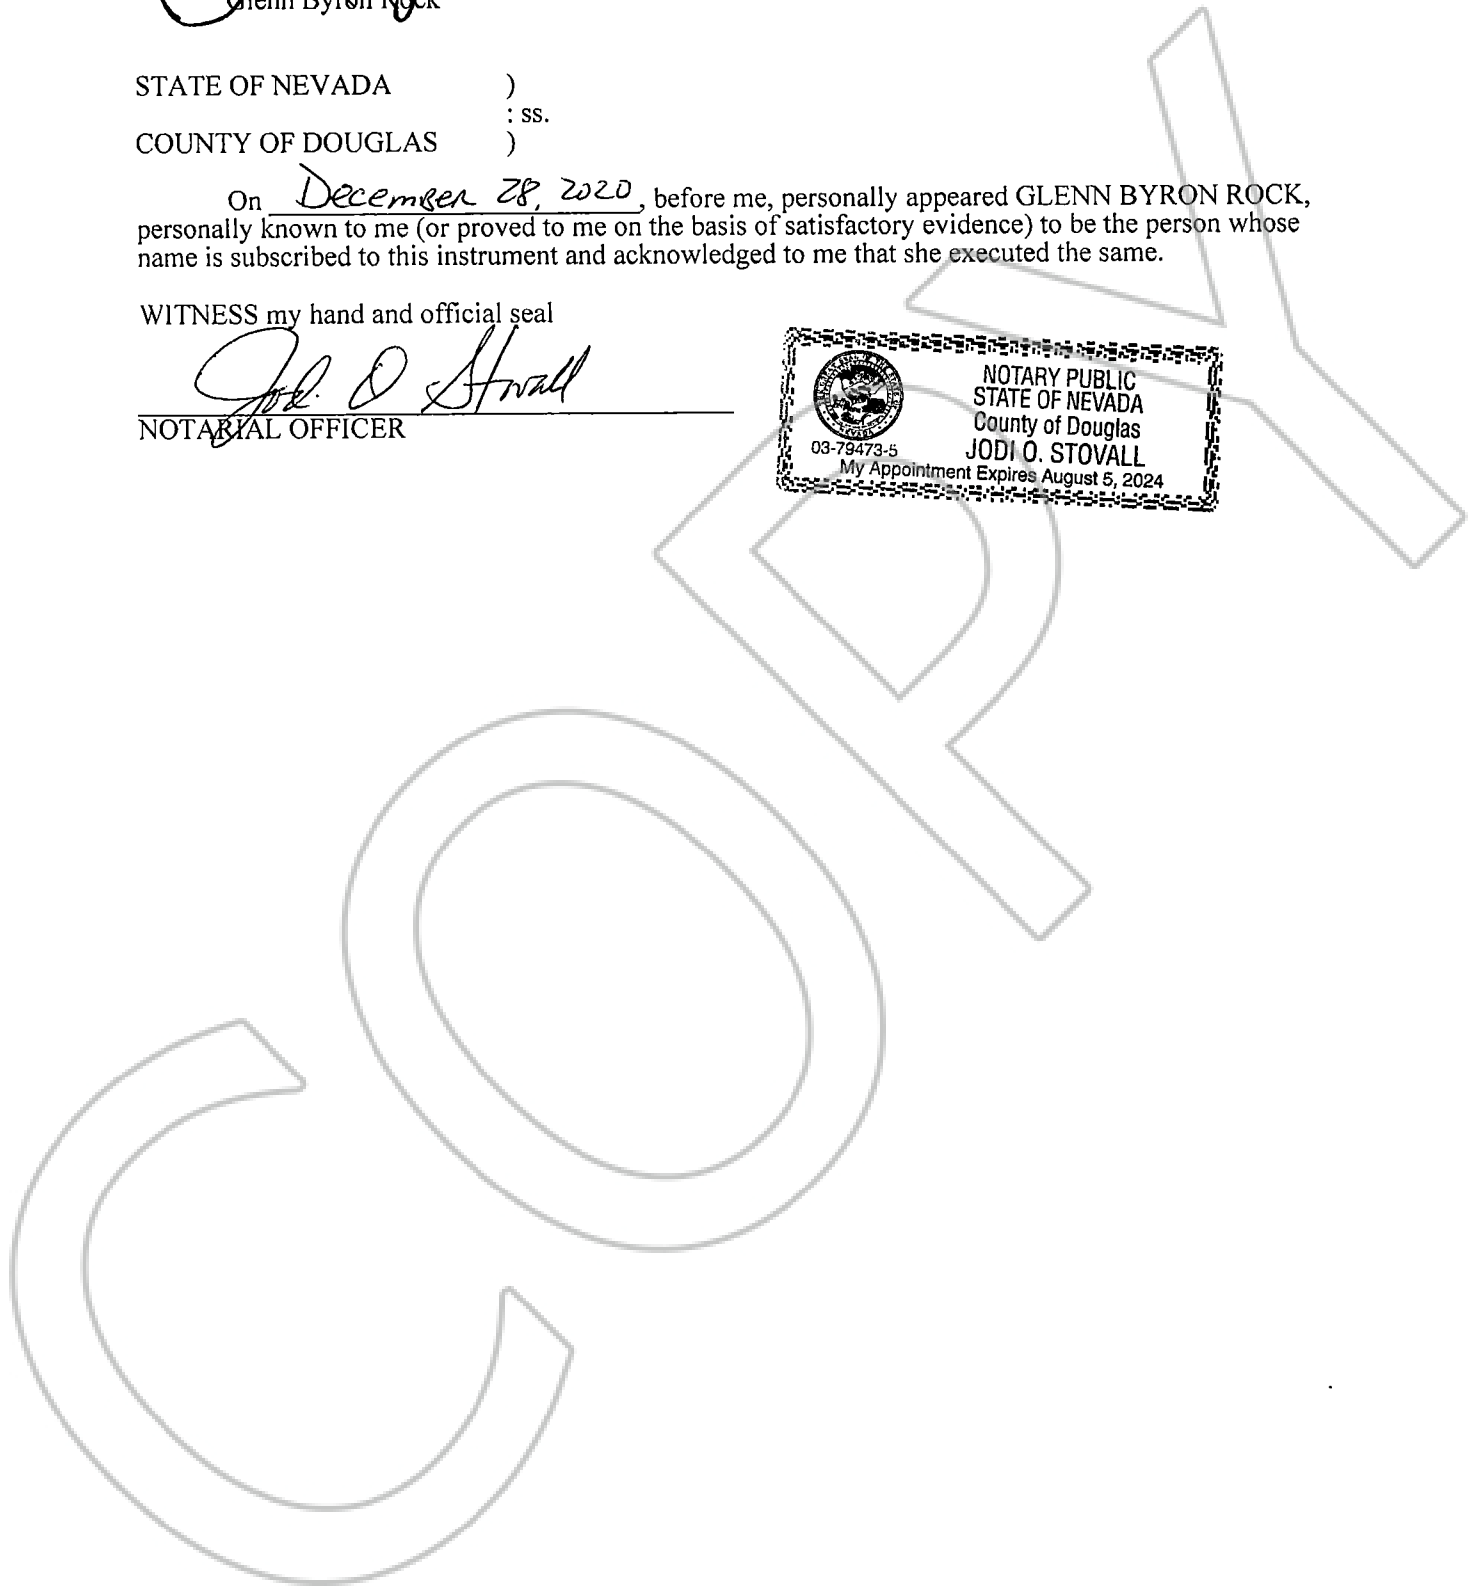 Glenn Byron Rock
STATE OF NEVADA )
: ss.
COUNTY OF DOUGLAS )
On December 28, 2020, before me, personally appeared GLENN BYRON ROCK,
personally known to me (or proved to me on the basis of satisfactory evidence) to be the person whose
name is subscribed to this instrument and acknowledged to me that she executed the same.
WITNESS my hand and official seal
Jodi O Stovall
NOTARIAL OFFICER
NOTARY PUBLIC
STATE OF NEVADA
County of Douglas
03-79473-5 JODI O. STOVALL
My Appointment Expires August 5, 2024
COPY